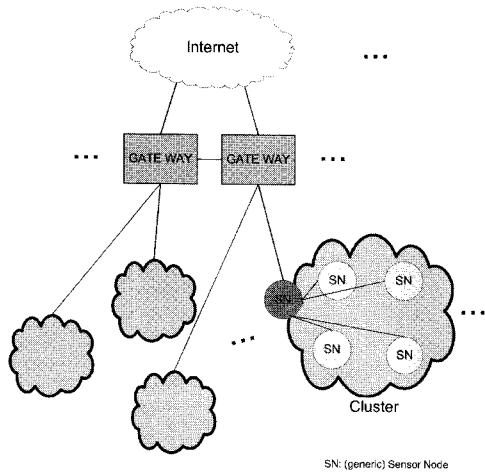 Internet
GATE WAY
GATE WAY
SN
SN
SN
SN
SN
Cluster
SN: (generic) Sensor Node